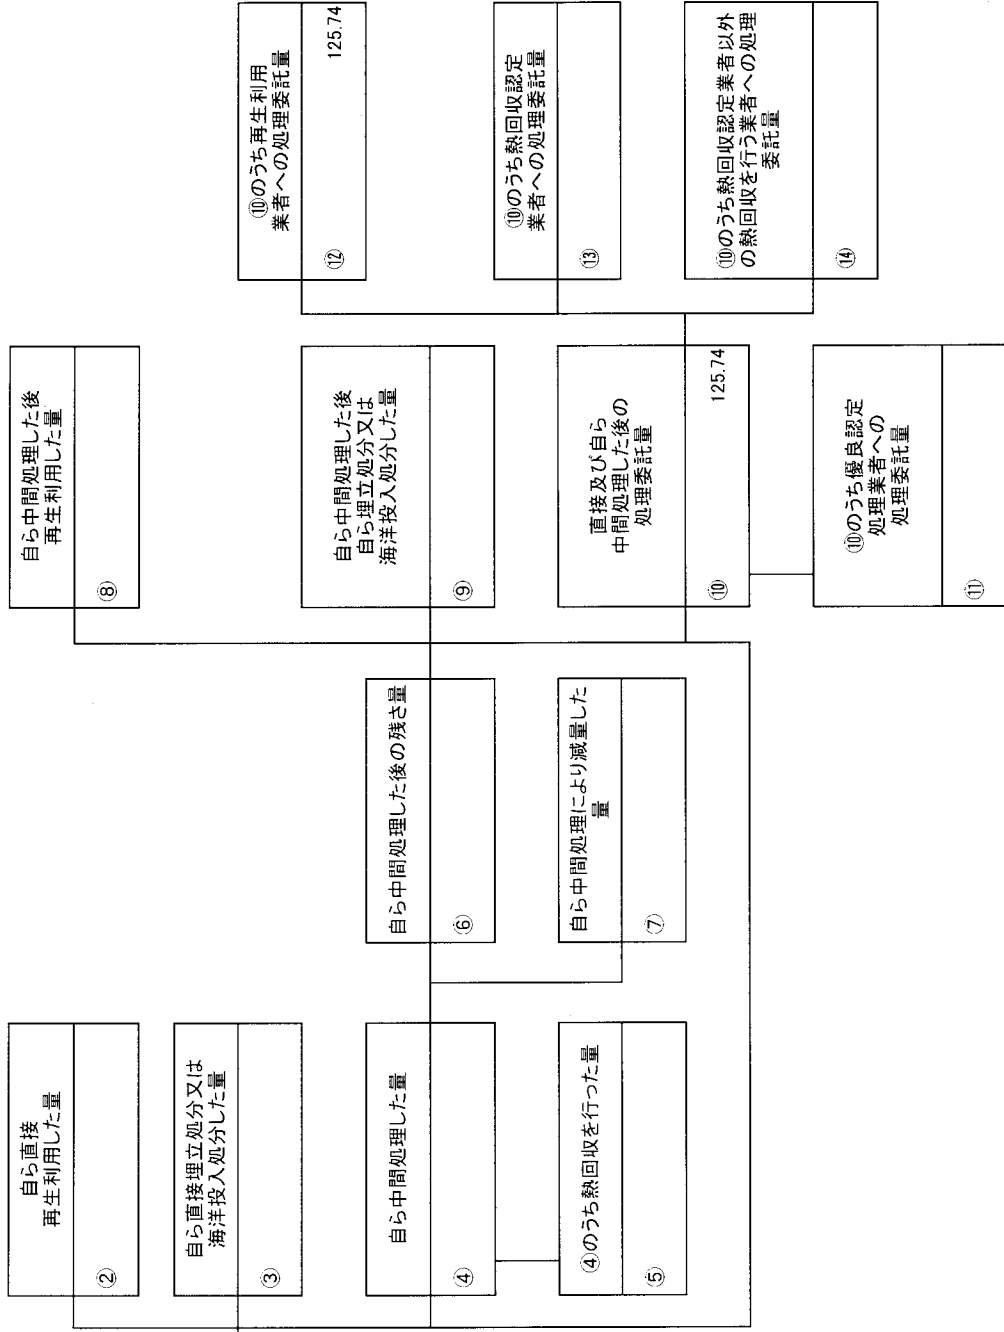 自ら直接
再生利用した量
②
自ら直接埋立処分又は
海洋投入処分した量
③
自ら中間処理した量
④
④のうち熱回収を行った量
⑤
自ら中間処理した後の残さ量
⑥
自ら中間処理により減量した
量
⑦
自ら中間処理した後
再生利用した量
⑧
自ら中間処理した後
自ら埋立処分又は
海洋投入処分した量
⑨
直接及び自ら
中間処理した後の
処理委託量
⑩
125.74
⑩のうち優良認定
処理業者への
処理委託量
⑪
⑩のうち再生利用
業者への処理委託量
⑫
125.74
⑩のうち熱回収認定
業者への処理委託量
⑬
⑩のうち熱回収認定業者以外
の熱回収を行う業者への処理
委託量
⑭